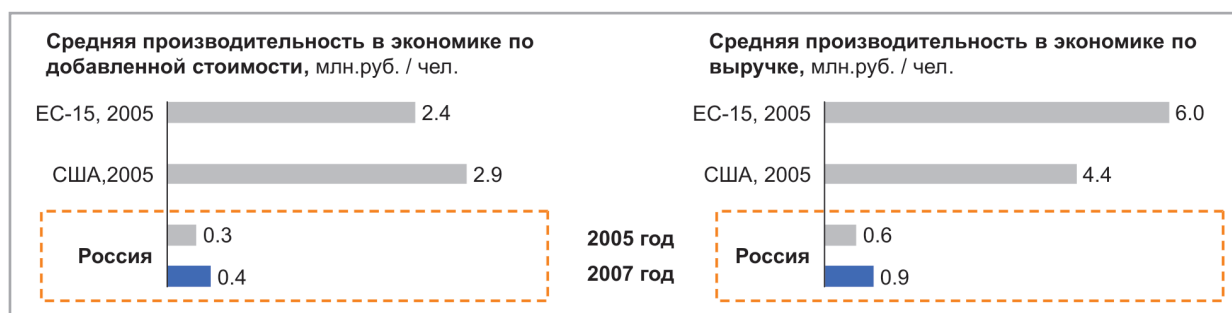 Средняя производительность в экономике по
добавленной стоимости, млн.руб. / чел.
ЕС-15, 2005 2.4
США,2005 2.9
Россия
0.3
0.4
2005 год
2007 год
Средняя производительность в экономике по
выручке, млн.руб. / чел.
ЕС-15, 2005 6.0
США, 2005 4.4
Россия
0.6
0.9